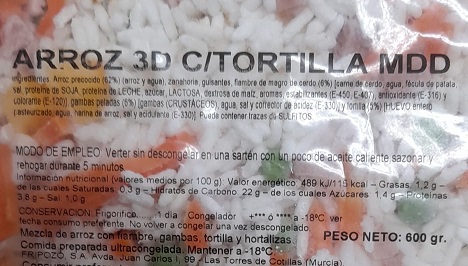 ARROZ 3D C/TORTILLA MDD
Ingredientes: Arroz precocido (62%) (arroz y agua), zanahoria, guisantes, fiambre de magro de cerdo (6%) [carne de cerdo, agua, fécula de patata,
sal, proteína de SOJA, proteína de LECHE, azúcar, LACTOSA, dextrosa de maíz, aromas, estabilizantes (E-450, E-407), antioxidante (E-316) y
colorante (E-120)], gambas peladas (6%) [gambas (CRUSTÁCEOS), agua, sal y corrector de acidez (E-330)] y tortilla (5%) [HUEVO entero
pasteurizado, agua, harina de arroz, sal y acidulante (E-330)]. Puede contener trazas de SULFITOS.
MODO DE EMPLEO: Verter sin descongelar en una sartén con un poco de aceite caliente sazonar y
rehogar durante 5 minutos
Información nutricional (valores medios por 100 g) Valor energético 489 kJ/115 kcal – Grasas, 1,2 g –
de las cuales Saturadas, 0,3 g – Hidratos de Carbono 22 g – de los cuales Azúcares 1,4 g – Proteínas
3,8 g – Sal 1,0 g
CONSERVACIÓN: Frigorífico, 1 día / Congelador *+*** ó **** a -18ºC, ver
fecha consumo preferente. No volver a congelar una vez descongelado.
Mezcla de arroz con fiambre, gambas, tortilla y hortalizas.
PESO NETO: 600 gr.
Comida preparada ultracongelada. Mantener a -18ºC
FRIPOZO, S.A. Avda. Juan Carlos I, 99 - Las Torres de Cotillas (Murcia).